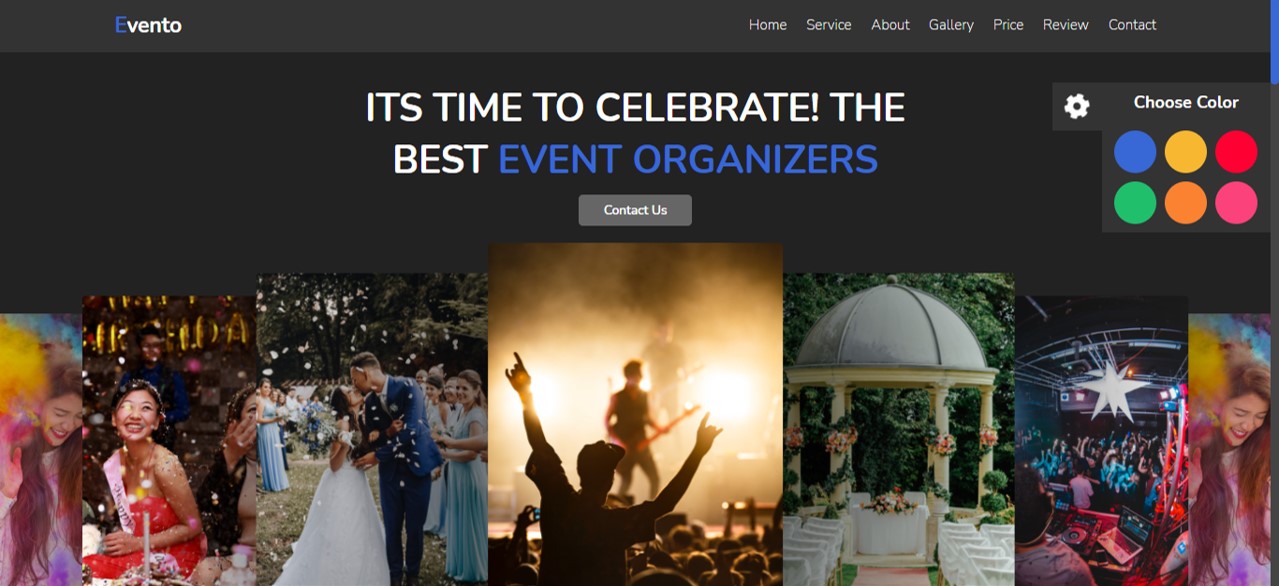 Evento
Home Service About Gallery Price Review Contact
ITS TIME TO CELEBRATE! THE
BEST EVENT ORGANIZERS
Contact Us
Choose Color